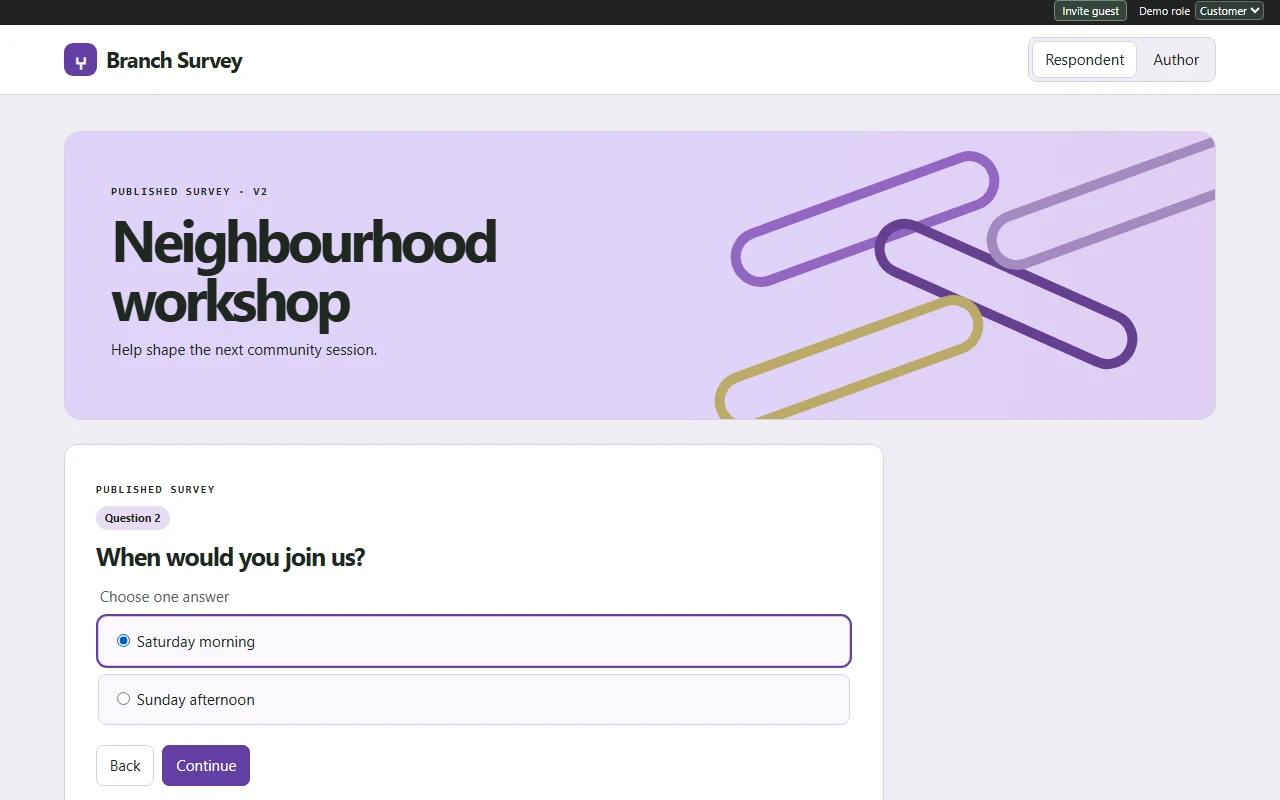 Invite guest Demo role Customer
Branch Survey
Respondent Author
PUBLISHED SURVEY · V2
Neighbourhood
workshop
Help shape the next community session.
PUBLISHED SURVEY
Question 2
When would you join us?
Choose one answer
Saturday morning
Sunday afternoon
Back Continue